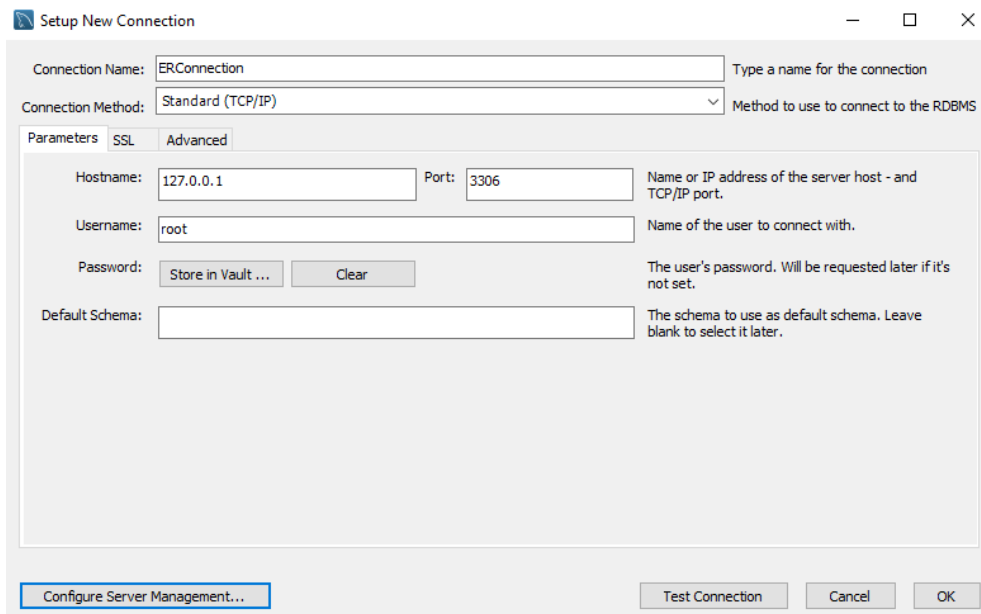 Setup New Connection
Connection Name: ERConnection Type a name for the connection
Connection Method: Standard (TCP/IP) Method to use to connect to the RDBMS
Parameters SSL Advanced
Hostname: 127.0.0.1 Port: 3306 Name or IP address of the server host - and
TCP/IP port.
Username: root Name of the user to connect with.
Password: Store in Vault ... Clear The user's password. Will be requested later if it's
not set.
Default Schema: The schema to use as default schema. Leave
blank to select it later.
Configure Server Management... Test Connection Cancel OK